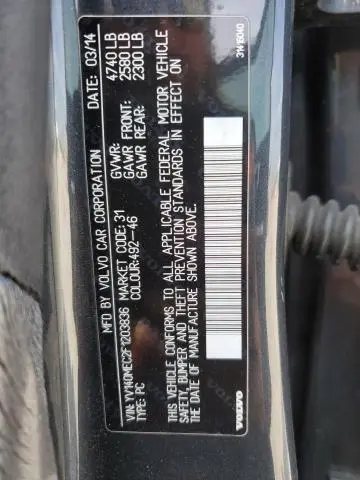 MFD BY VOLVO CAR CORPORATION DATE: 03/14
GVWR: 4740 LB
GAWR FRONT: 2580 LB
GAWR REAR: 2300 LB
VIN: YV140MEC2F1203836 MARKET CODE: 31
TYPE: PC COLOUR: 492-46
THIS VEHICLE CONFORMS TO ALL APPLICABLE FEDERAL MOTOR VEHICLE
SAFETY, BUMPER AND THEFT PREVENTION STANDARDS IN EFFECT ON
THE DATE OF MANUFACTURE SHOWN ABOVE.
VOLVO
31416040